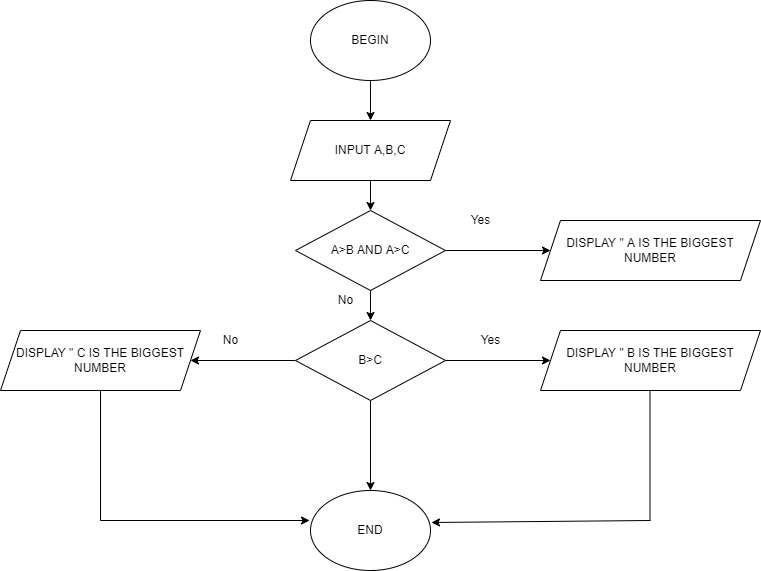 BEGIN
INPUT A,B,C
A>B AND A>C
Yes
DISPLAY " A IS THE BIGGEST
NUMBER
No
B>C
No
DISPLAY " C IS THE BIGGEST
NUMBER
Yes
DISPLAY " B IS THE BIGGEST
NUMBER
END